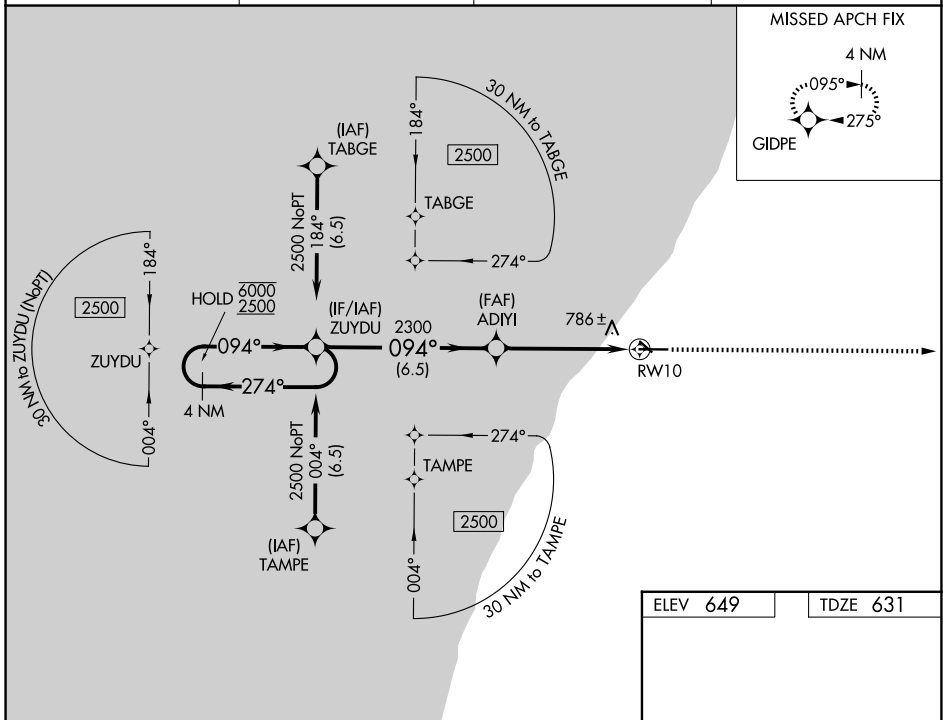 MISSED APCH FIX
4 NM
095°
275°
GIDPE
30 NM to TABGE
184°
2500
TABGE
274°
(IAF)
TABGE
2500 NoPT
184°
(6.5)
30 NM to ZUYDU (NoPT)
184°
2500
ZUYDU
004°
HOLD 6000
2500
094°
274°
4 NM
(IF/IAF)
ZUYDU
2300
094°
(6.5)
(FAF)
ADIYI
786±
RW10
2500 NoPT
004°
(6.5)
(IAF)
TAMPE
274°
TAMPE
2500
004°
30 NM to TAMPE
ELEV 649
TDZE 631